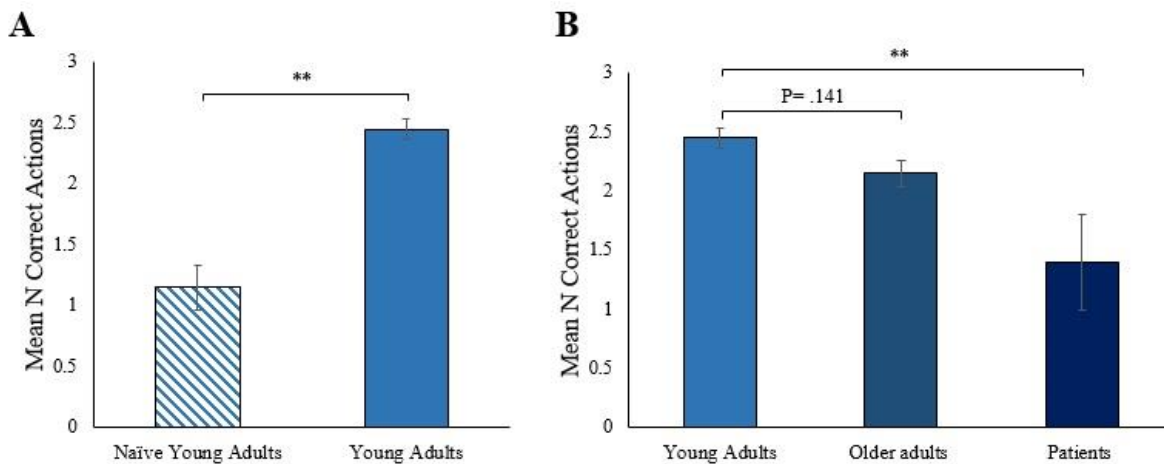 A
Mean N Correct Actions
3
2.5
2
1.5
1
0.5
0
**
Naïve Young Adults
Young Adults
B
Mean N Correct Actions
3
2.5
2
1.5
1
0.5
0
**
P= .141
Young Adults
Older adults
Patients